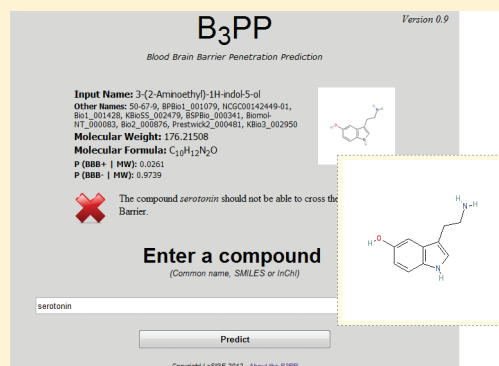 Version 0.9
B3PP
Blood Brain Barrier Penetration Prediction
Input Name: 3-(2-Aminoethyl)-1H-indol-5-ol
Other Names: 50-67-9, BPBio1_001079, NCGC00142449-01,
Bio1_001428, KBioSS_002479, BSPBio_000341, Biomol-
NT_000083, Bio2_000876, Prestwick2_000481, KBio3_002950
Molecular Weight: 176.21508
Molecular Formula: C10H12N2O
P (BBB+ | MW): 0.0261
P (BBB- | MW): 0.9739
The compound serotonin should not be able to cross the
Barrier.
H
N-H
H-O
N
H
Enter a compound
(Common name, SMILES or InChI)
serotonin
Predict